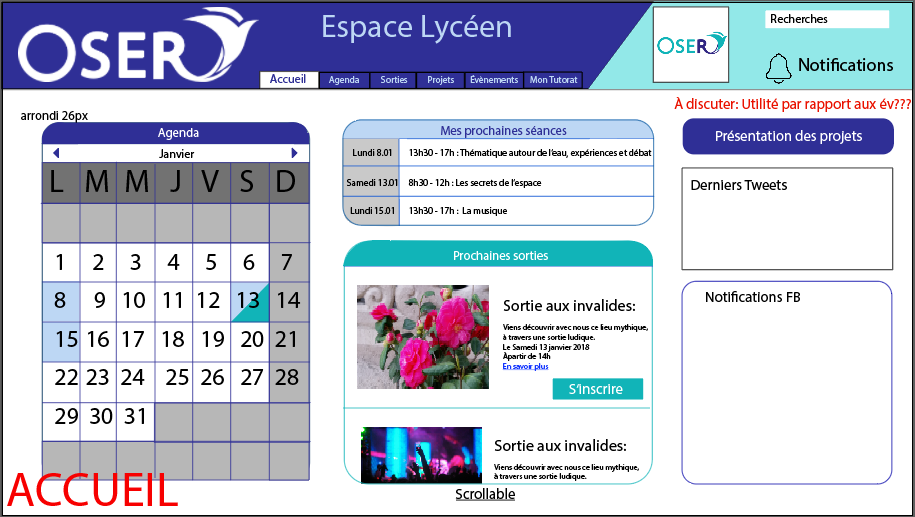 OSER
Espace Lycéen
Accueil Agenda Sorties Projets Évènements Mon Tutorat
OSER
Recherches
Notifications
À discuter: Utilité par rapport aux év???
arrondi 26px
Agenda
Janvier
L M M J V S D
1 2 3 4 5 6 7
8 9 10 11 12 13 14
15 16 17 18 19 20 21
22 23 24 25 26 27 28
29 30 31
ACCUEIL
Mes prochaines séances
Lundi 8.01 13h30 - 17h : Thématique autour de l'eau, expériences et débat
Samedi 13.01 8h30 - 12h : Les secrets de l'espace
Lundi 15.01 13h30 - 17h : La musique
Prochaines sorties
Sortie aux invalides:
Viens découvrir avec nous ce lieu mythique,
à travers une sortie ludique.
Le Samedi 13 janvier 2018
Àpartir de 14h
En savoir plus
S'inscrire
Sortie aux invalides:
Viens découvrir avec nous ce lieu mythique,
à travers une sortie ludique.
Scrollable
Présentation des projets
Derniers Tweets
Notifications FB